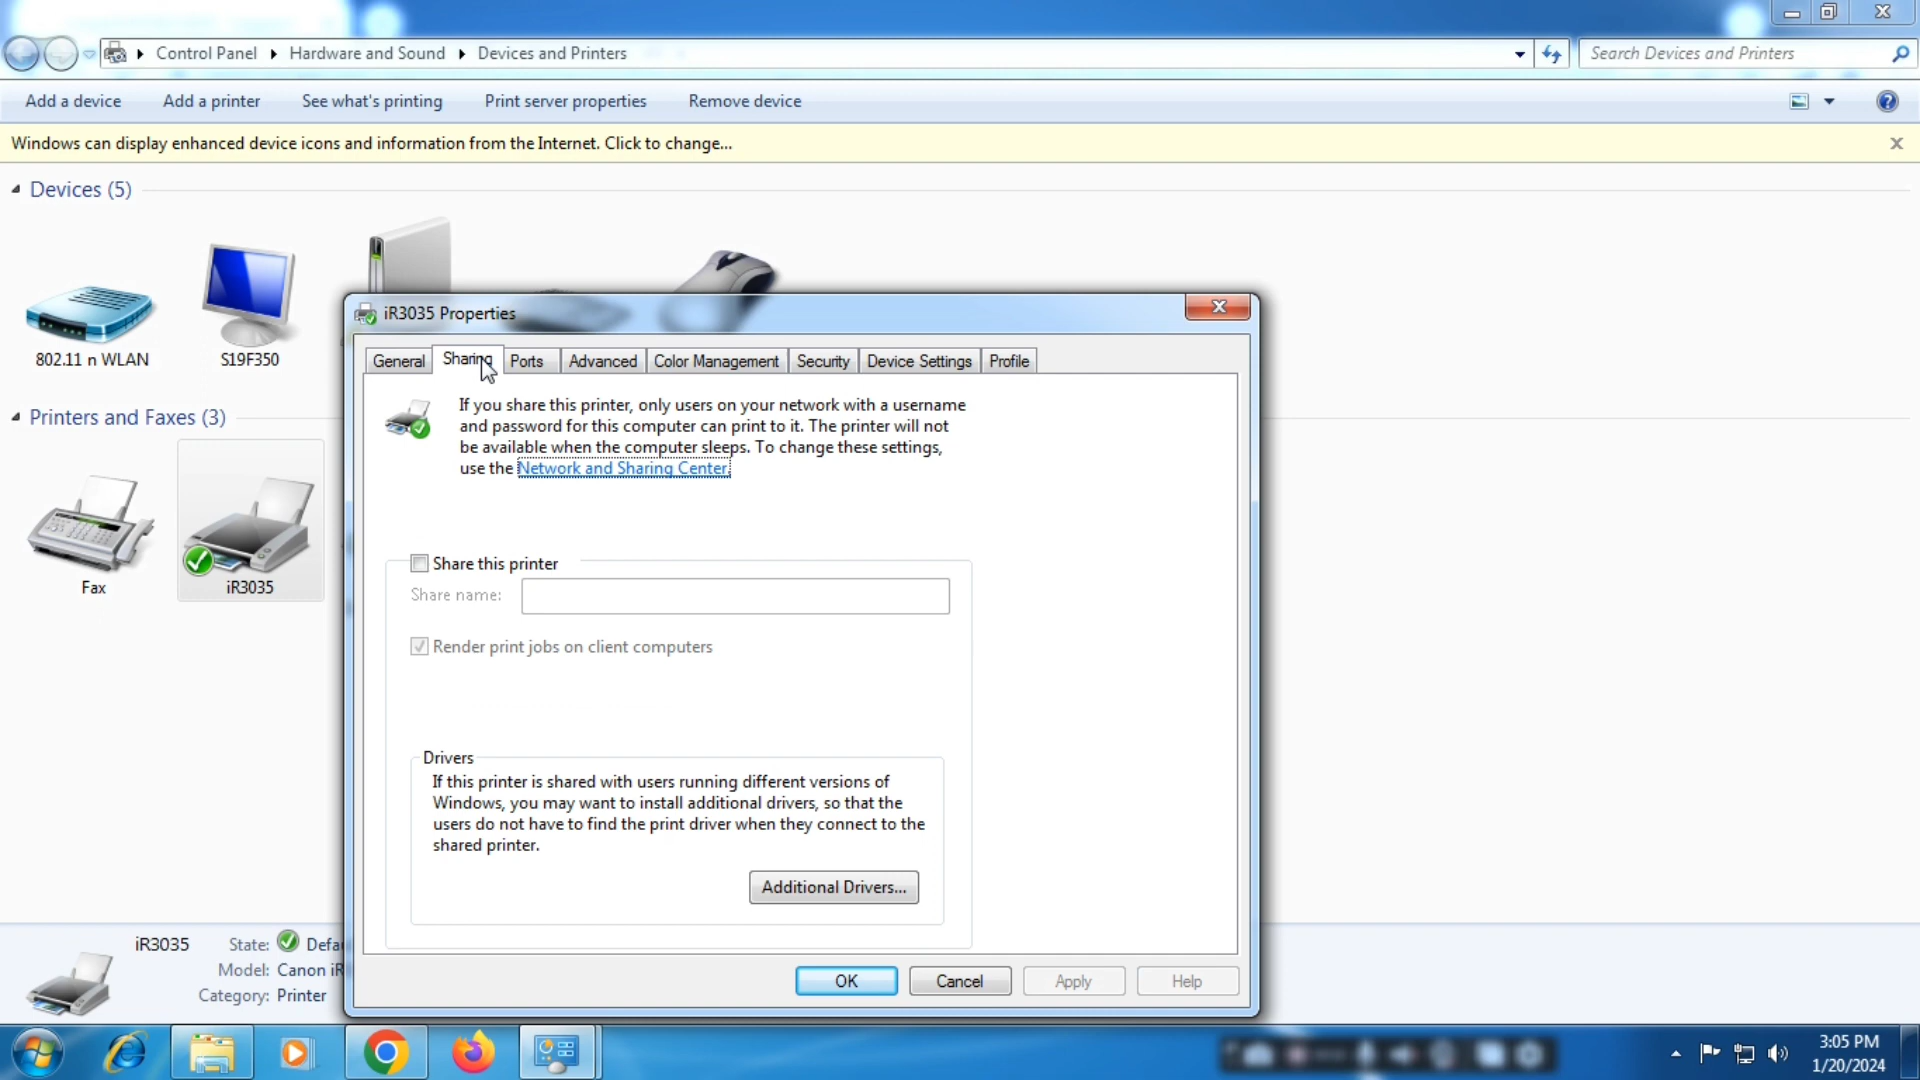 Control Panel Hardware and Sound Devices and Printers
Search Devices and Printers
Add a device Add a printer See what's printing Print server properties Remove device
Windows can display enhanced device icons and information from the Internet. Click to change...
Devices (5)
802.11 n WLAN
S19F350
Printers and Faxes (3)
Fax
iR3035
iR3035 Properties
General Sharing Ports Advanced Color Management Security Device Settings Profile
If you share this printer, only users on your network with a username
and password for this computer can print to it. The printer will not
be available when the computer sleeps. To change these settings,
use the Network and Sharing Center.
Share this printer
Share name:
Render print jobs on client computers
Drivers
If this printer is shared with users running different versions of
Windows, you may want to install additional drivers, so that the
users do not have to find the print driver when they connect to the
shared printer.
Additional Drivers...
OK Cancel Apply Help
iR3035 State:
Model: Canon
Category: Printer
3:05 PM
1/20/2024